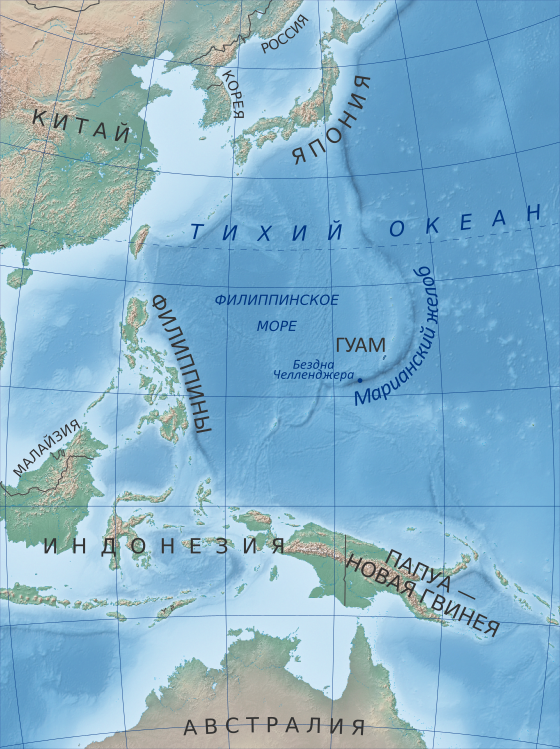 РОССИЯ
КОРЕЯ
КИТАЙ
ЯПОНИЯ
ТИХИЙ ОКЕАН
ФИЛИППИНСКОЕ
МОРЕ
Марианский желоб
ФИЛИППИНЫ
ГУАМ
Бездна
Челленджера
МАЛАЙЗИЯ
ИНДОНЕЗИЯ
ПАПУА —
НОВАЯ ГВИНЕЯ
АВСТРАЛИЯ